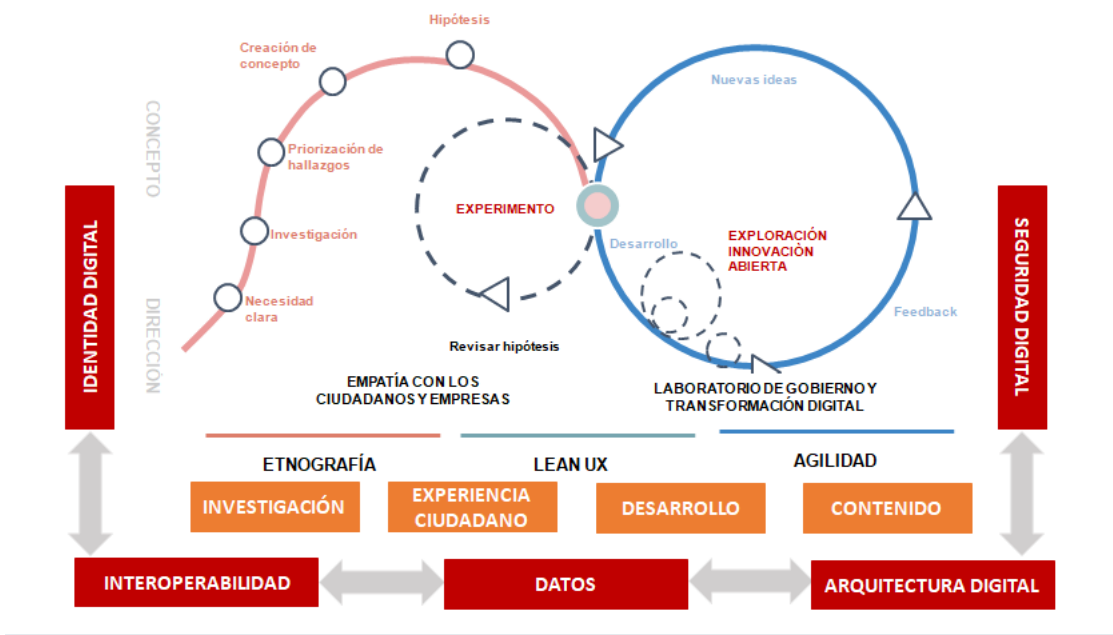 Hipótesis
Creación de
concepto
Nuevas ideas
CONCEPTO
Priorización de
hallazgos
EXPERIMENTO
Investigación
Desarrollo
EXPLORACIÓN
INNOVACIÒN
ABIERTA
Necesidad
clara
Feedback
DIRECCIÓN
IDENTIDAD DIGITAL
SEGURIDAD DIGITAL
Revisar hipótesis
EMPATÍA CON LOS
CIUDADANOS Y EMPRESAS
LABORATORIO DE GOBIERNO Y
TRANSFORMACIÓN DIGITAL
ETNOGRAFÍA
LEAN UX
AGILIDAD
INVESTIGACIÓN
EXPERIENCIA
CIUDADANO
DESARROLLO
CONTENIDO
INTEROPERABILIDAD
DATOS
ARQUITECTURA DIGITAL